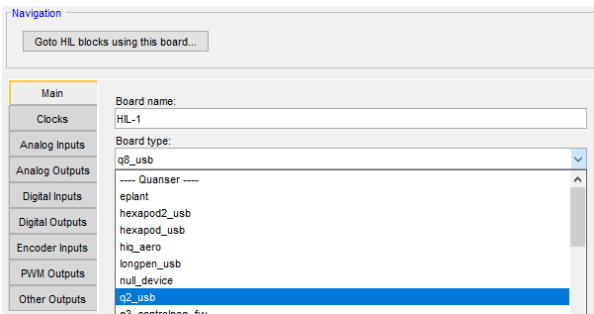 Navigation
Goto HIL blocks using this board...
Main
Clocks
Analog Inputs
Analog Outputs
Digital Inputs
Digital Outputs
Encoder Inputs
PWM Outputs
Other Outputs
Board name:
HIL-1
Board type:
q8_usb
---- Quanser ----
eplant
hexapod2_usb
hexapod_usb
hiq_aero
longpen_usb
null_device
q2_usb